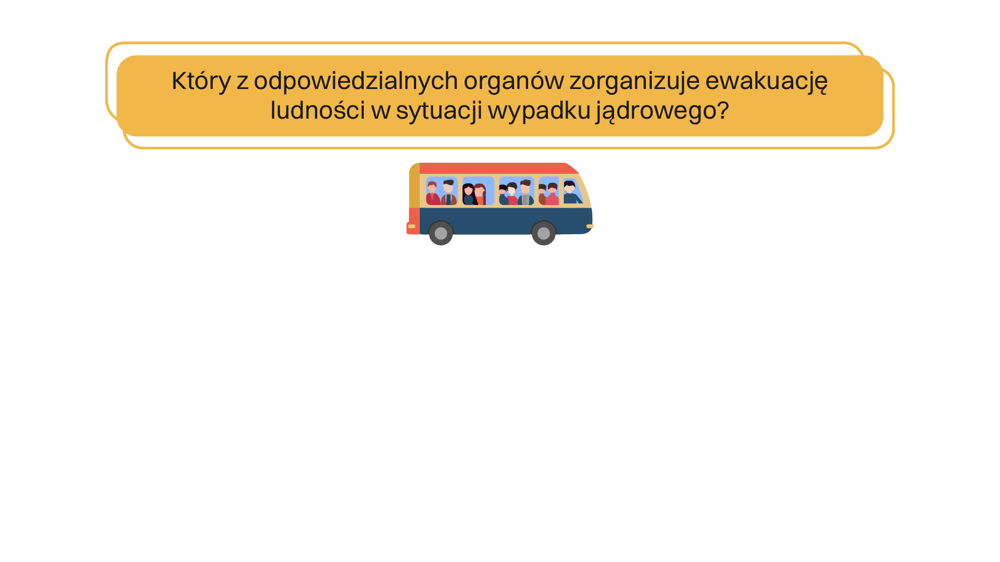 Który z odpowiedzialnych organów zorganizuje ewakuację
ludności w sytuacji wypadku jądrowego?